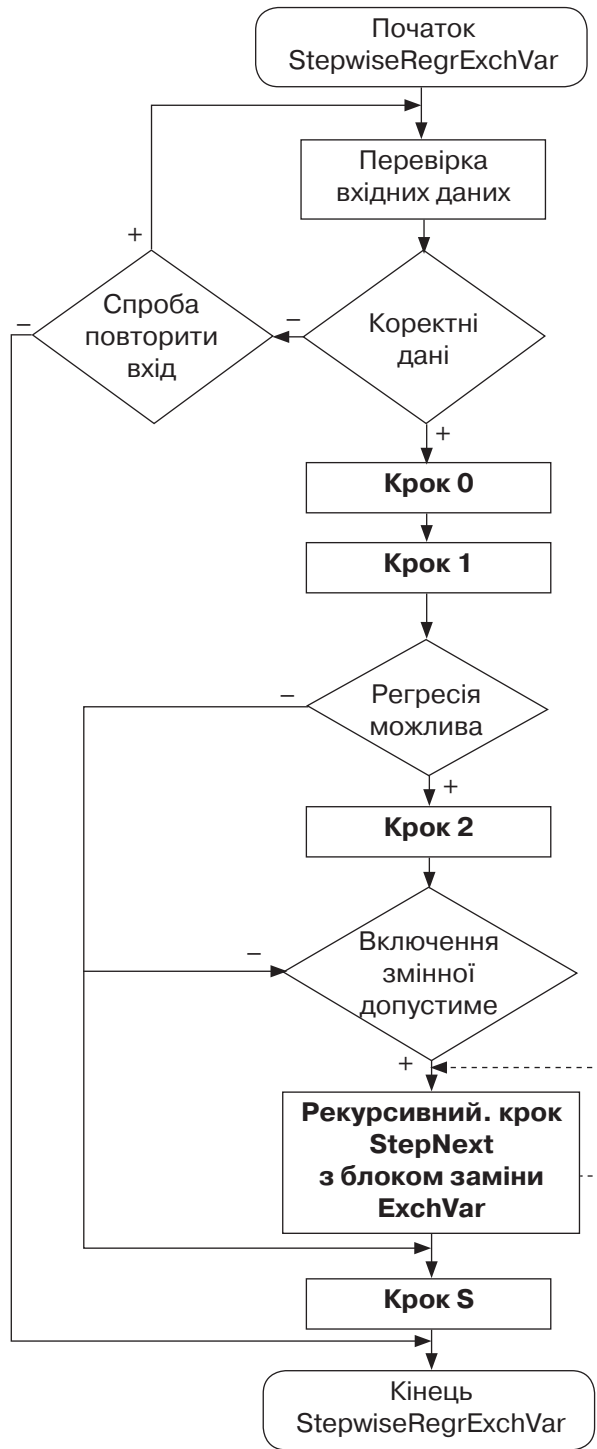 Початок
StepwiseRegrExchVar
Перевірка
вхідних даних
+
–
Спроба
повторити
вхід
–
Коректні
дані
+
Крок 0
Крок 1
–
Регресія
можлива
+
Крок 2
–
Включення
змінної
допустиме
+
Рекурсивний. крок
StepNext
з блоком заміни
ExchVar
Крок S
Кінець
StepwiseRegrExchVar